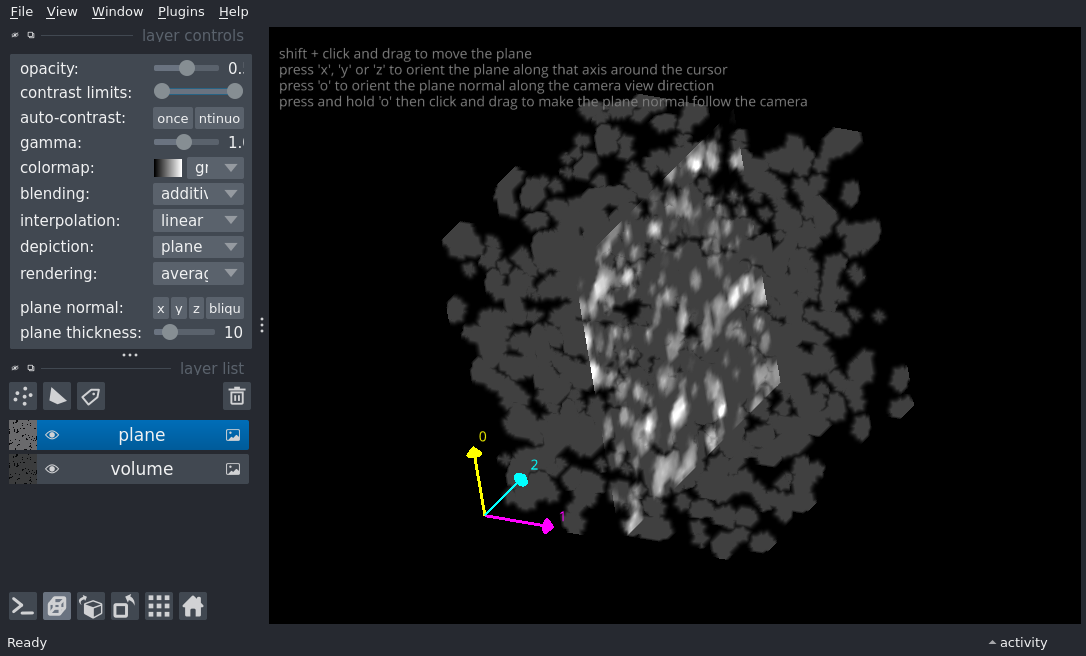 File View Window Plugins Help
layer controls
opacity: 0.
contrast limits:
auto-contrast: once ntinuo
gamma: 1.
colormap: gr
blending: additiv
interpolation: linear
depiction: plane
rendering: averag
plane normal: x y z bliqu
plane thickness: 10
layer list
plane
volume
Ready
shift + click and drag to move the plane
press 'x', 'y' or 'z' to orient the plane along that axis around the cursor
press 'o' to orient the plane normal along the camera view direction
press and hold 'o' then click and drag to make the plane normal follow the camera
0
2
1
activity